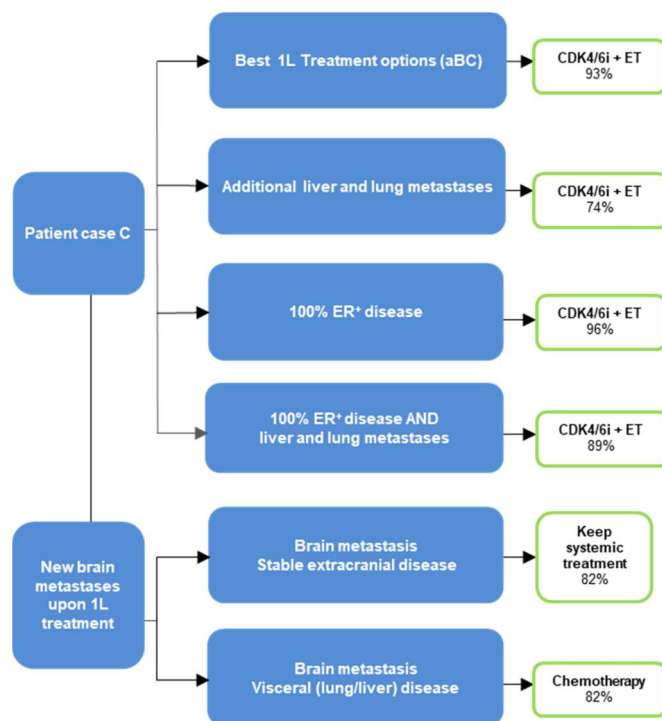 Best 1L Treatment options (aBC)
CDK4/6i + ET
93%
Additional liver and lung metastases
CDK4/6i + ET
74%
Patient case C
100% ER⁺ disease
CDK4/6i + ET
96%
100% ER⁺ disease AND
liver and lung metastases
CDK4/6i + ET
89%
New brain
metastases
upon 1L
treatment
Brain metastasis
Stable extracranial disease
Keep
systemic
treatment
82%
Brain metastasis
Visceral (lung/liver) disease
Chemotherapy
82%